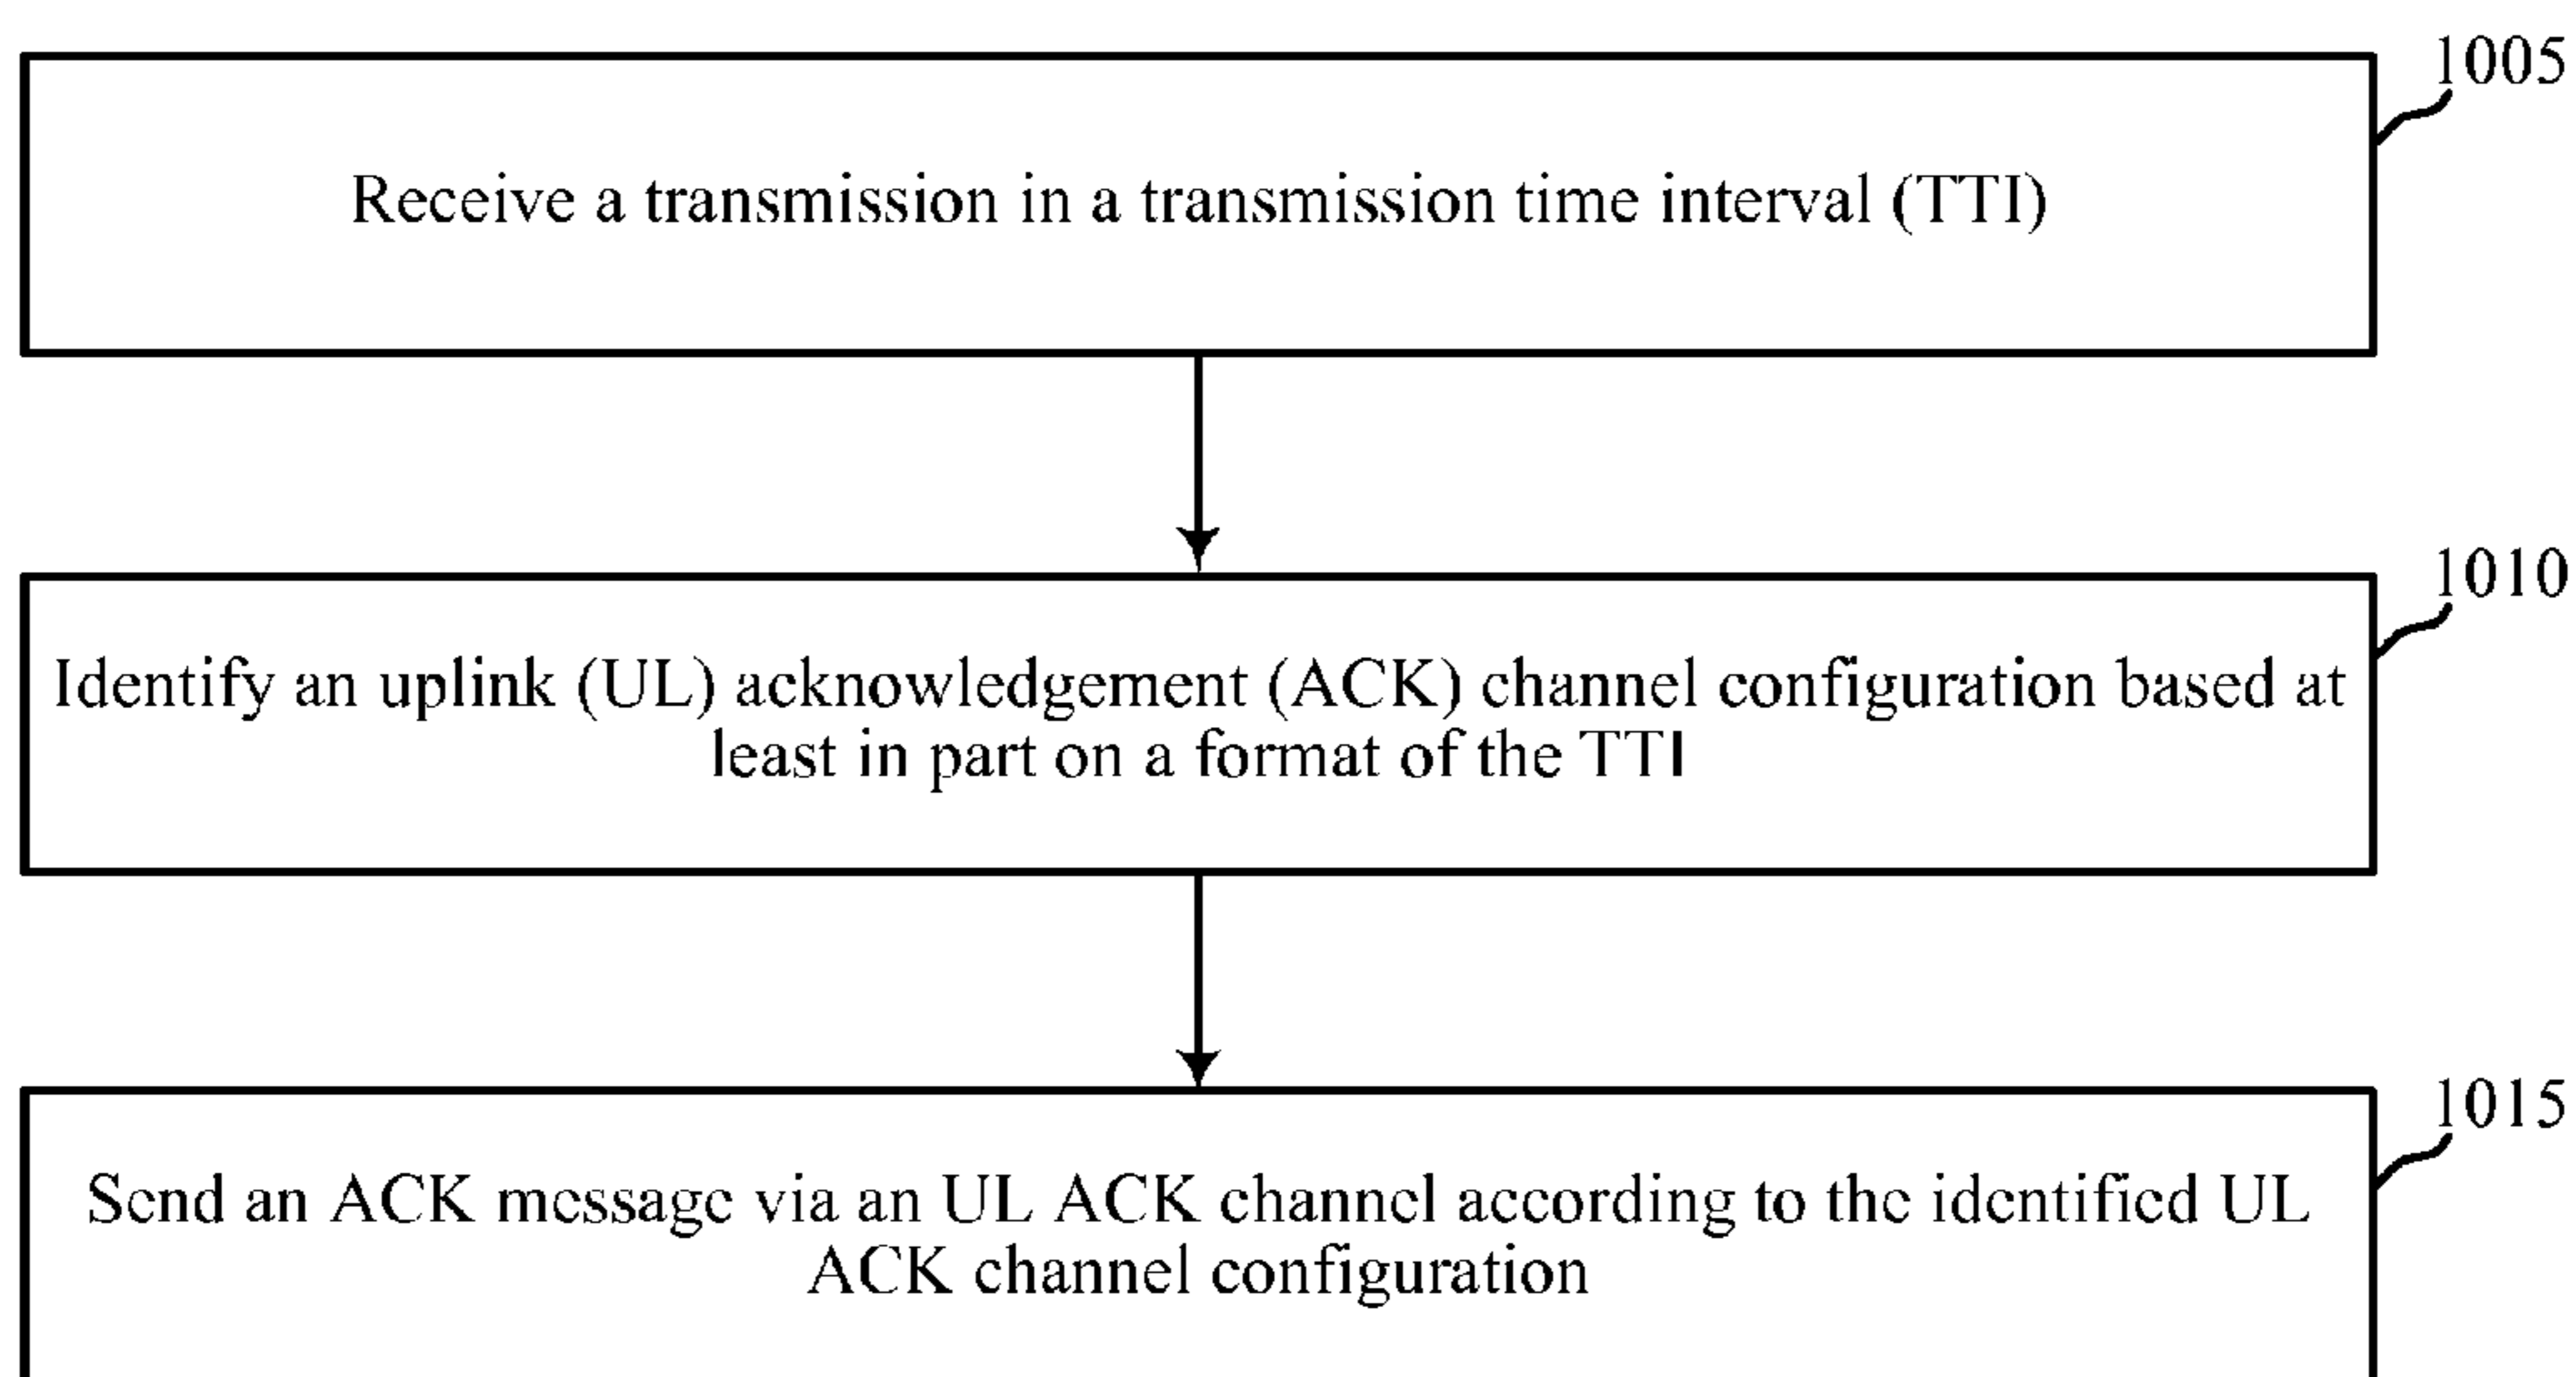 1005
Receive a transmission in a transmission time interval (TTI)
1010
Identify an uplink (UL) acknowledgement (ACK) channel configuration based at
least in part on a format of the TTI
1015
Send an ACK message via an UL ACK channel according to the identified UL
ACK channel configuration